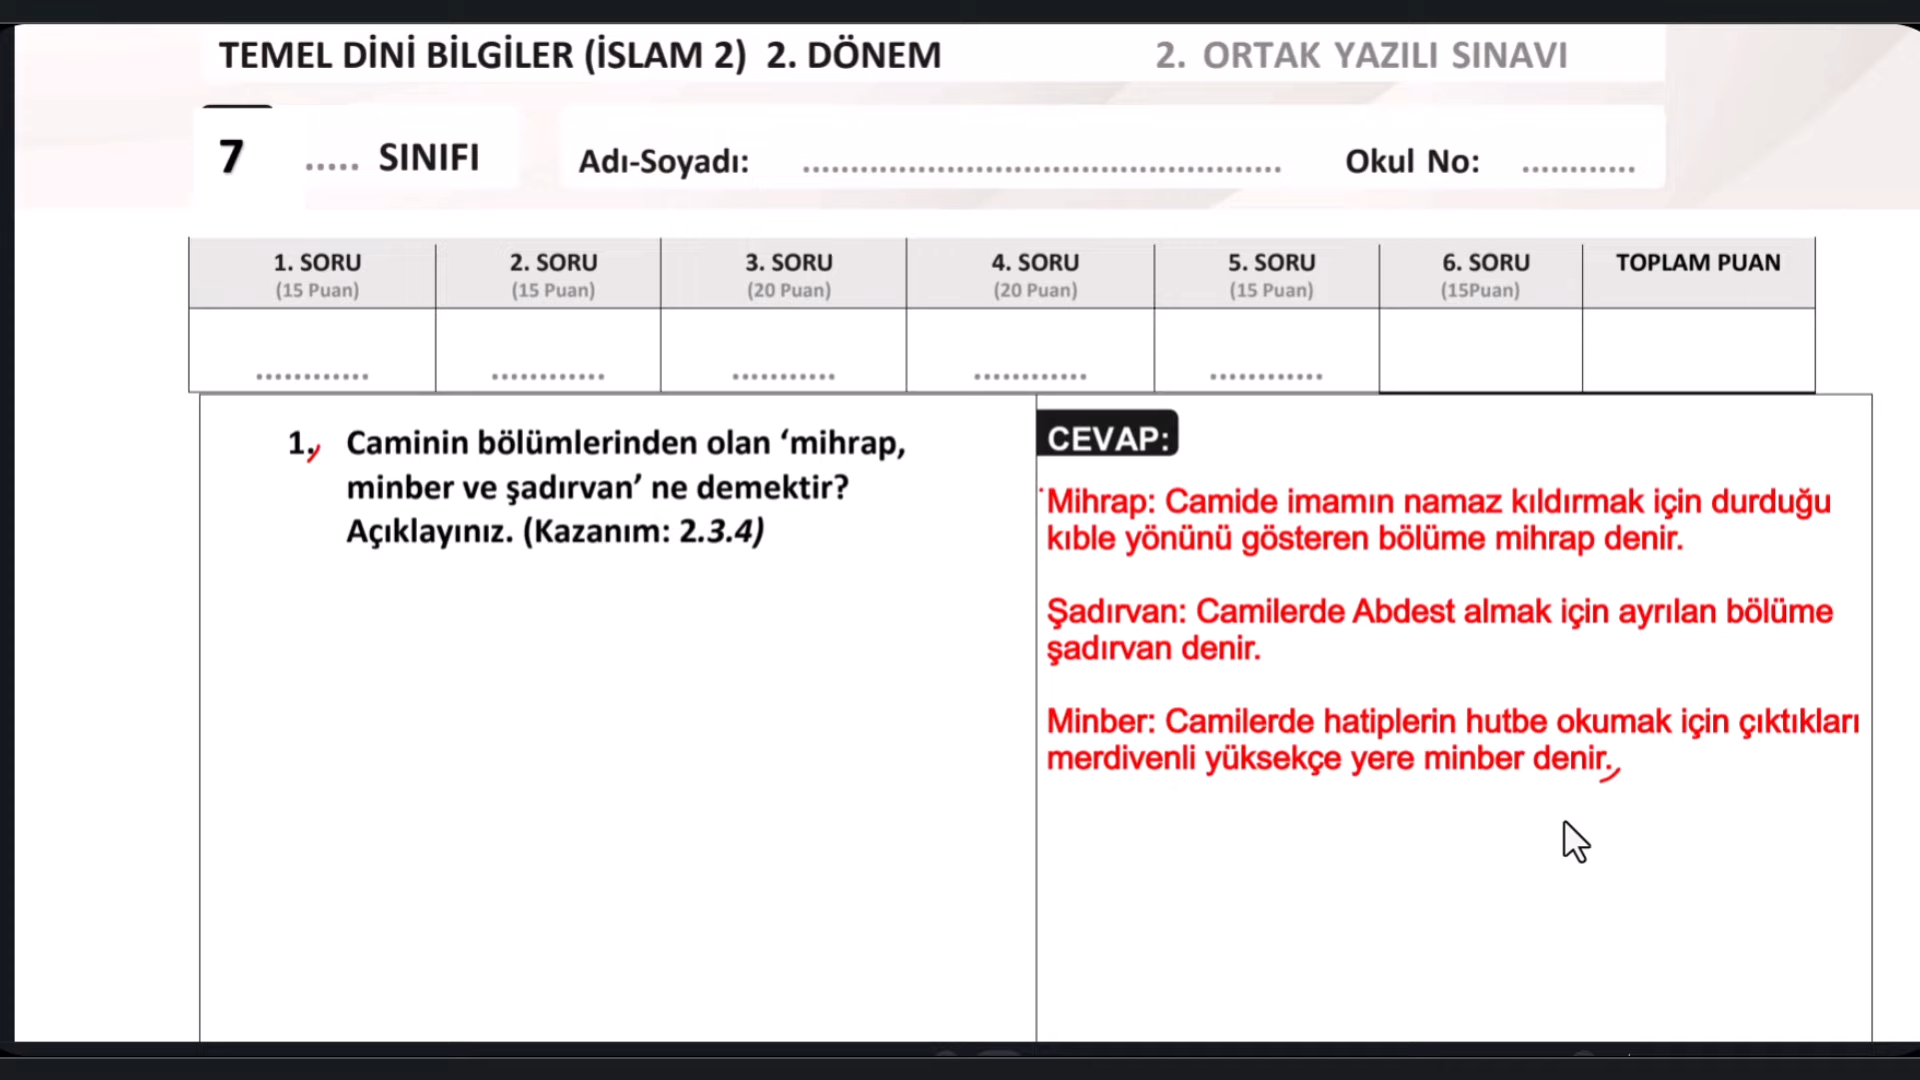 TEMEL DİNİ BİLGİLER (İSLAM 2) 2. DÖNEM 2. ORTAK YAZILI SINAVI
7 ..... SINIFI Adı-Soyadı: ................................................ Okul No: ............
1. SORU 2. SORU 3. SORU 4. SORU 5. SORU 6. SORU TOPLAM PUAN
(15 Puan) (15 Puan) (20 Puan) (20 Puan) (15 Puan) (15Puan)
............ ............ ........... ............ ............
1. Caminin bölümlerinden olan ‘mihrap,
minber ve şadırvan’ ne demektir?
Açıklayınız. (Kazanım: 2.3.4)
CEVAP:
Mihrap: Camide imamın namaz kıldırmak için durduğu
kıble yönünü gösteren bölüme mihrap denir.
Şadırvan: Camilerde Abdest almak için ayrılan bölüme
şadırvan denir.
Minber: Camilerde hatiplerin hutbe okumak için çıktıkları
merdivenli yüksekçe yere minber denir.